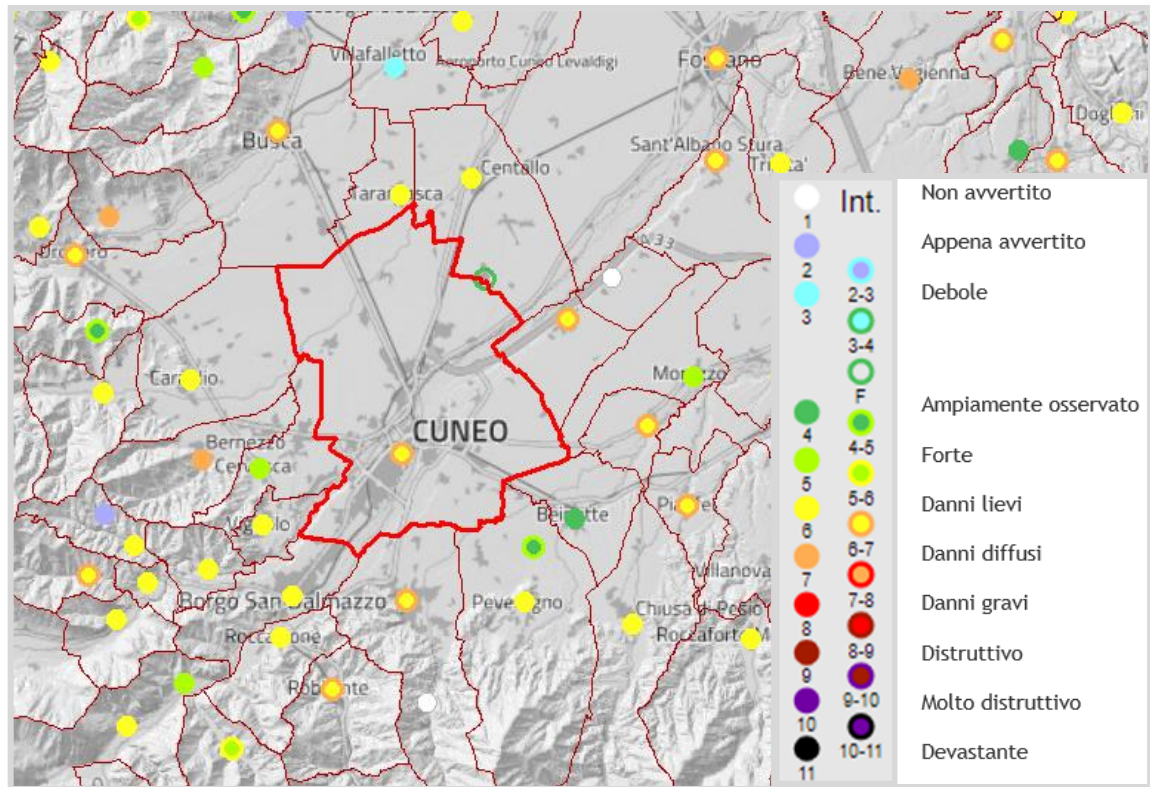 Villafalletto
Aeroporto Cuneo Levaldigi
Fossano
Bene Vagienna
Dogliani
Busca
Sant'Albano Stura
Trinita'
Centallo
Tarantasca
A33
Dronero
Caraglio
Morozzo
CUNEO
Bernezzo
Cervasca
Vignolo
Beinette
Pianfei
Villanova
Borgo San Dalmazzo
Peveragno
Chiusa di Pesio
Roccavione
Roccaforte M
Robilante
Int.
1
2
2-3
3
3-4
F
4
4-5
5
5-6
6
6-7
7
7-8
8
8-9
9
9-10
10
10-11
11
Non avvertito
Appena avvertito
Debole
Ampiamente osservato
Forte
Danni lievi
Danni diffusi
Danni gravi
Distruttivo
Molto distruttivo
Devastante